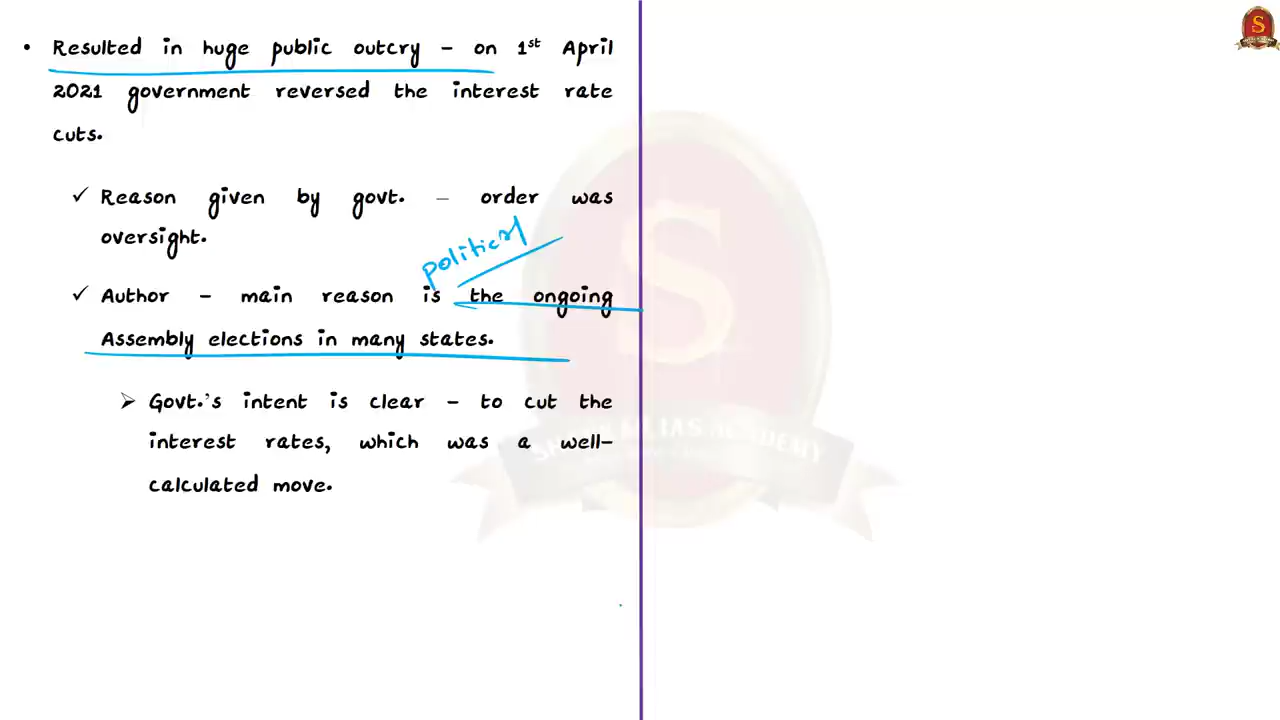 • Resulted in huge public outcry – on 1st April
2021 government reversed the interest rate
cuts.
✓ Reason given by govt. – order was
oversight.
political
✓ Author – main reason is the ongoing
Assembly elections in many states.
➢ Govt.'s intent is clear – to cut the
interest rates, which was a well-
calculated move.
S
S